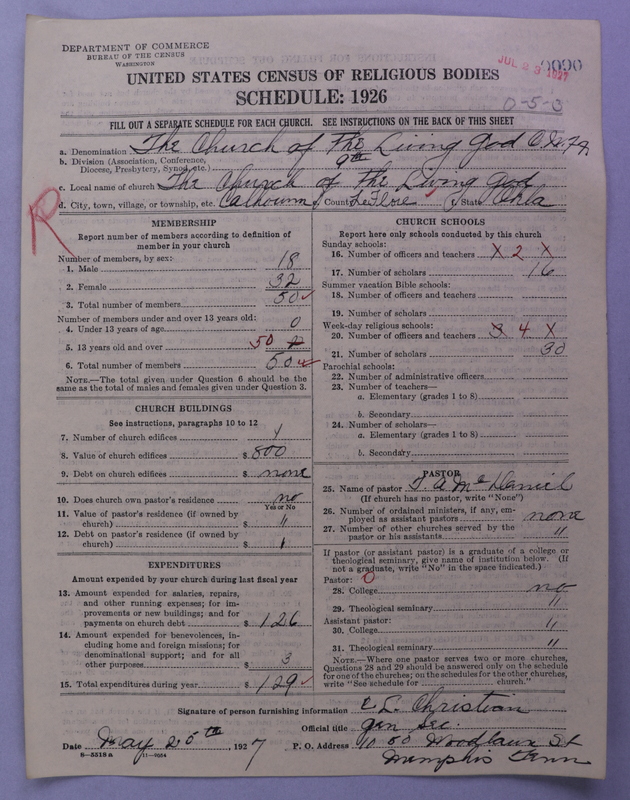 DEPARTMENT OF COMMERCE
BUREAU OF THE CENSUS
WASHINGTON
JUL 23 1927
0090
UNITED STATES CENSUS OF RELIGIOUS BODIES
SCHEDULE: 1926
0-5-0
FILL OUT A SEPARATE SCHEDULE FOR EACH CHURCH. SEE INSTRUCTIONS ON THE BACK OF THIS SHEET
a. Denomination The Church of The Living God
b. Division (Association, Conference, Diocese, Presbytery, Synod, etc.) 9th
c. Local name of church The Church of The Living God
d. City, town, village, or township, etc. Calhoun; County LeFlore; State Okla
R
MEMBERSHIP
Report number of members according to definition of
member in your church
Number of members, by sex:
1. Male 18
2. Female 32
3. Total number of members 50
Number of members under and over 13 years old:
4. Under 13 years of age 0
5. 13 years old and over 50
6. Total number of members 50
NOTE.—The total given under Question 6 should be
the same as the total of males and females given under Question 3.
CHURCH BUILDINGS
See instructions, paragraphs 10 to 12
7. Number of church edifices 1
8. Value of church edifices $ 800
9. Debt on church edifices $ none
10. Does church own pastor's residence no
Yes or No
11. Value of pastor's residence (if owned by
church) $ "
12. Debt on pastor's residence (if owned by
church) $ "
EXPENDITURES
Amount expended by your church during last fiscal year
13. Amount expended for salaries, repairs,
and other running expenses; for im-
provements or new buildings; and for
payments on church debt $ 126
14. Amount expended for benevolences, in-
cluding home and foreign missions; for
denominational support; and for all
other purposes $ 3
15. Total expenditures during year $ 129
CHURCH SCHOOLS
Report here only schools conducted by this church
Sunday schools:
16. Number of officers and teachers X 2 X
17. Number of scholars 16
Summer vacation Bible schools:
18. Number of officers and teachers
19. Number of scholars
Week-day religious schools:
20. Number of officers and teachers 3 4 X
21. Number of scholars 30
Parochial schools:
22. Number of administrative officers
23. Number of teachers—
a. Elementary (grades 1 to 8)
b. Secondary
24. Number of scholars—
a. Elementary (grades 1 to 8)
b. Secondary
PASTOR
25. Name of pastor J. A. McDaniel
(If church has no pastor, write "None")
26. Number of ordained ministers, if any, em-
ployed as assistant pastors none
27. Number of other churches served by the
pastor or his assistants "
If pastor (or assistant pastor) is a graduate of a college or
theological seminary, give name of institution below. (If
not a graduate, write "No" in the space indicated.)
Pastor: 0
28. College no
29. Theological seminary "
Assistant pastor:
30. College "
31. Theological seminary "
NOTE.—Where one pastor serves two or more churches,
Questions 28 and 29 should be answered only on the schedule
for one of the churches; on the schedules for the other churches,
write "See schedule for church."
Signature of person furnishing information E. L. Christian
Official title gen Sec.
Date May 25th, 1927 P. O. Address Woodlawn St
Memphis Tenn
8-5518 a 11-9084